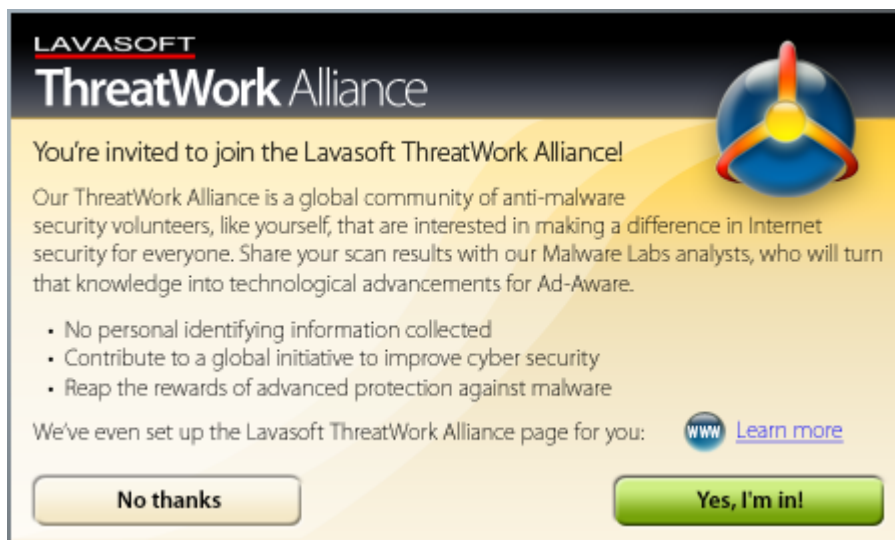 LAVASOFT
ThreatWork Alliance
You're invited to join the Lavasoft ThreatWork Alliance!
Our ThreatWork Alliance is a global community of anti-malware
security volunteers, like yourself, that are interested in making a difference in Internet
security for everyone. Share your scan results with our Malware Labs analysts, who will turn
that knowledge into technological advancements for Ad-Aware.
• No personal identifying information collected
• Contribute to a global initiative to improve cyber security
• Reap the rewards of advanced protection against malware
We've even set up the Lavasoft ThreatWork Alliance page for you: www Learn more
No thanks Yes, I'm in!